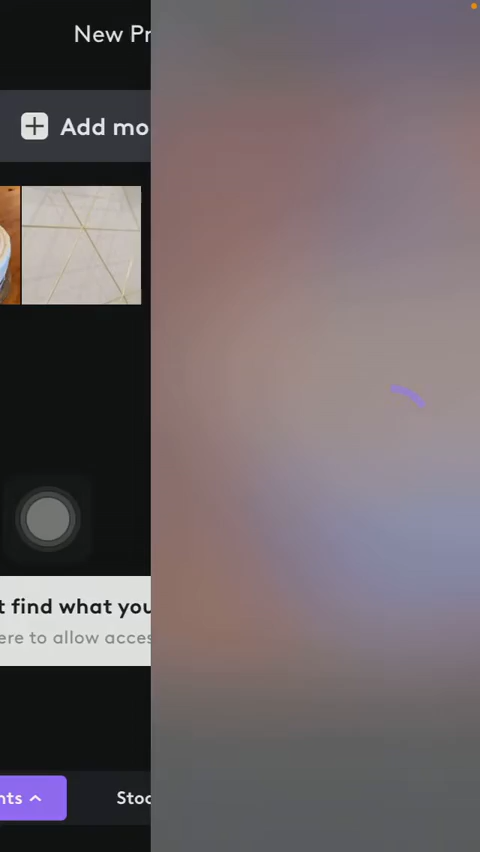 New Pr
Add mo
t find what you
ere to allow acces
nts
Stoc